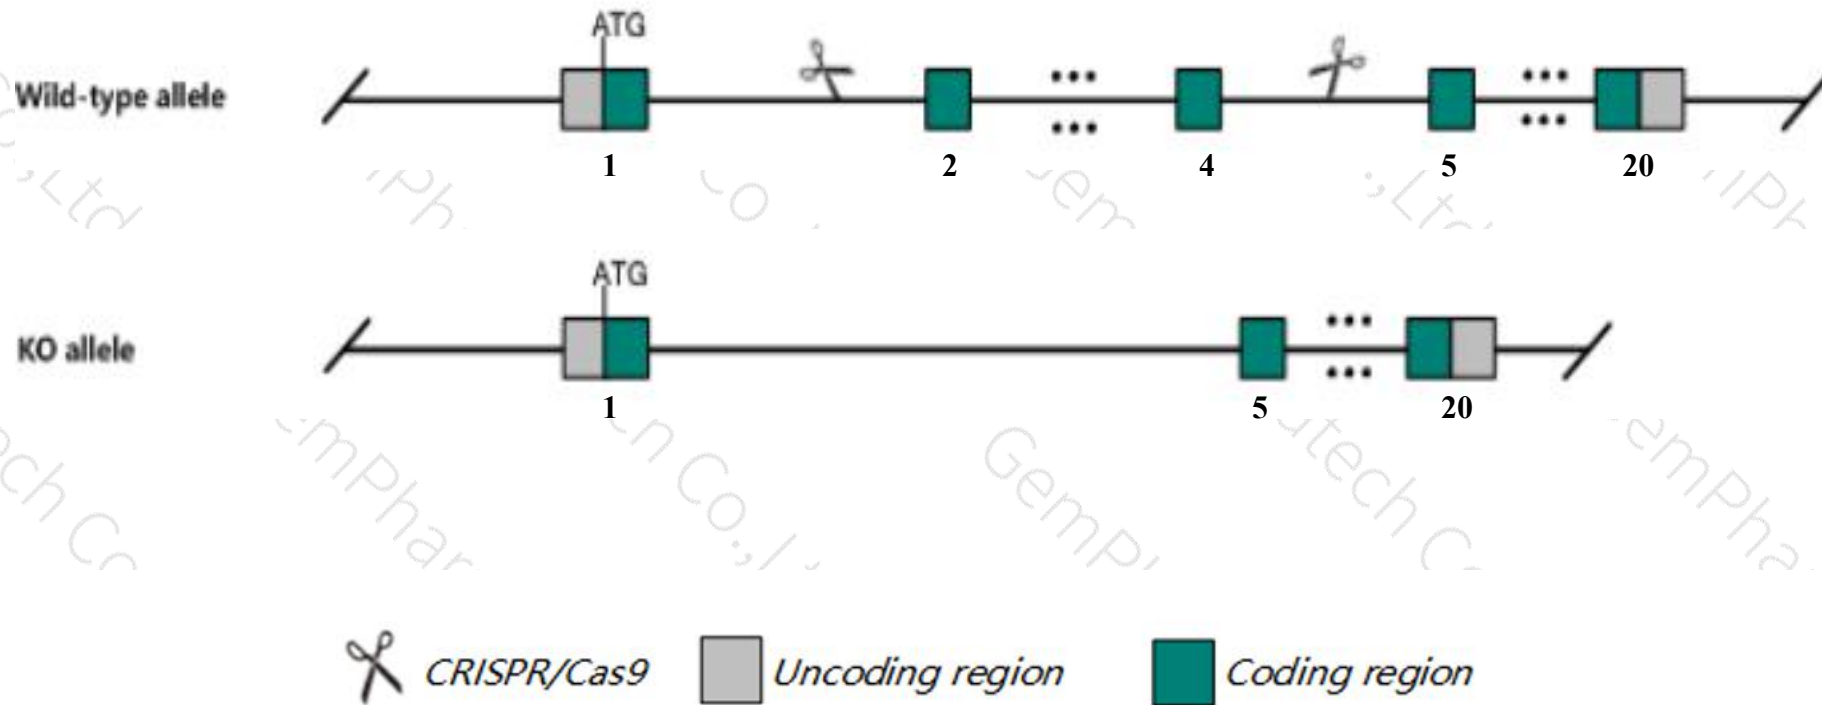 ATG
Wild-type allele
1 2 4 5 20
ATG
KO allele
1 5 20
CRISPR/Cas9 Uncoding region Coding region